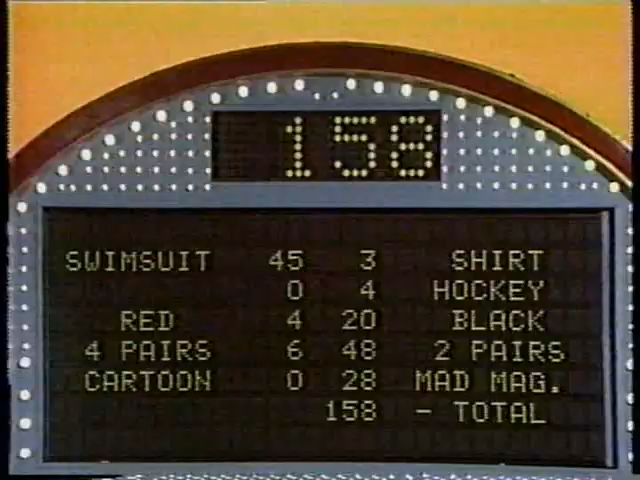 158
SWIMSUIT 45 3 SHIRT
0 4 HOCKEY
RED 4 20 BLACK
4 PAIRS 6 48 2 PAIRS
CARTOON 0 28 MAD MAG.
158 - TOTAL